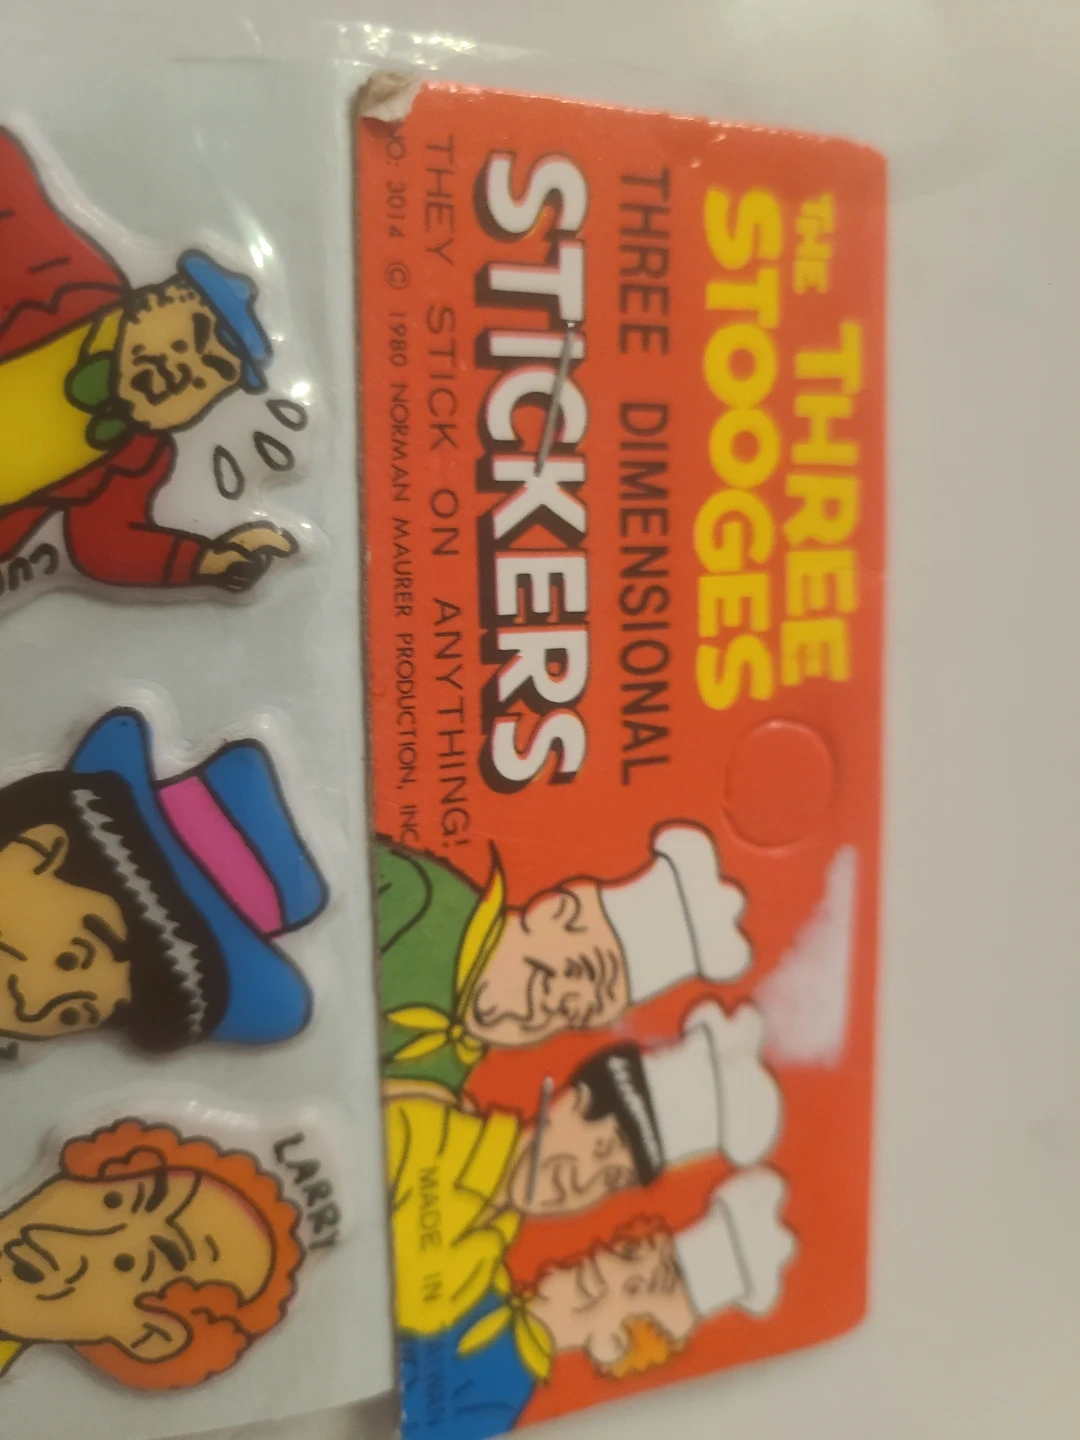 THE THREE
STOOGES
THREE DIMENSIONAL
STICKERS
THEY STICK ON ANYTHING!
NO: 3014 © 1980 NORMAN MAURER PRODUCTION, INC
MADE IN
LARRY